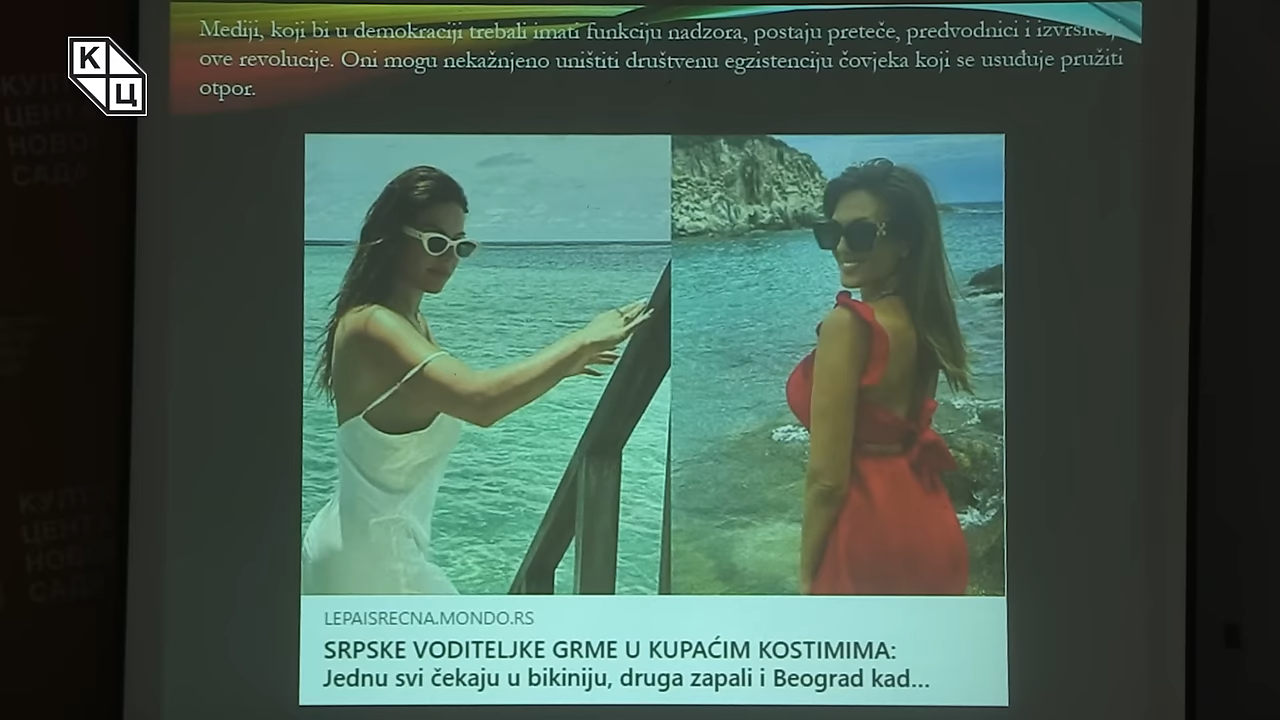 Mediji, koji bi u demokraciji trebali imati funkciju nadzora, postaju preteče, predvodnici i
ove revolucije. Oni mogu nekažnjeno uništiti društvenu egzistenciju čovjeka koji se usuđuje pružiti
otpor.
К
Ц
LEPAISRECNA.MONDO.RS
SRPSKE VODITELJKE GRME U KUPAĆIM KOSTIMIMA:
Jednu svi čekaju u bikiniju, druga zapali i Beograd kad...
НОВО
САДА